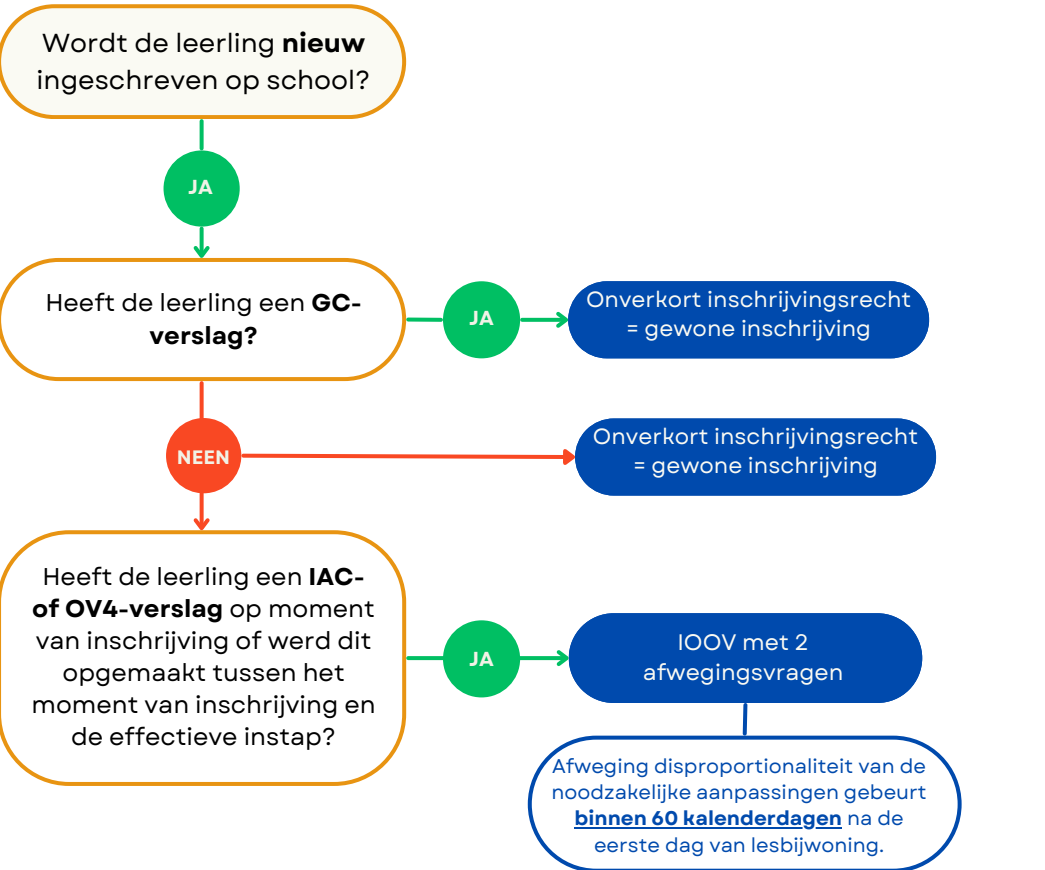 Wordt de leerling nieuw
ingeschreven op school?
JA
Heeft de leerling een GC-
verslag?
JA
Onverkort inschrijvingsrecht
= gewone inschrijving
NEEN
Onverkort inschrijvingsrecht
= gewone inschrijving
Heeft de leerling een IAC-
of OV4-verslag op moment
van inschrijving of werd dit
opgemaakt tussen het
moment van inschrijving en
de effectieve instap?
JA
IOOV met 2
afwegingsvragen
Afweging disproportionaliteit van de
noodzakelijke aanpassingen gebeurt
binnen 60 kalenderdagen na de
eerste dag van lesbijwoning.